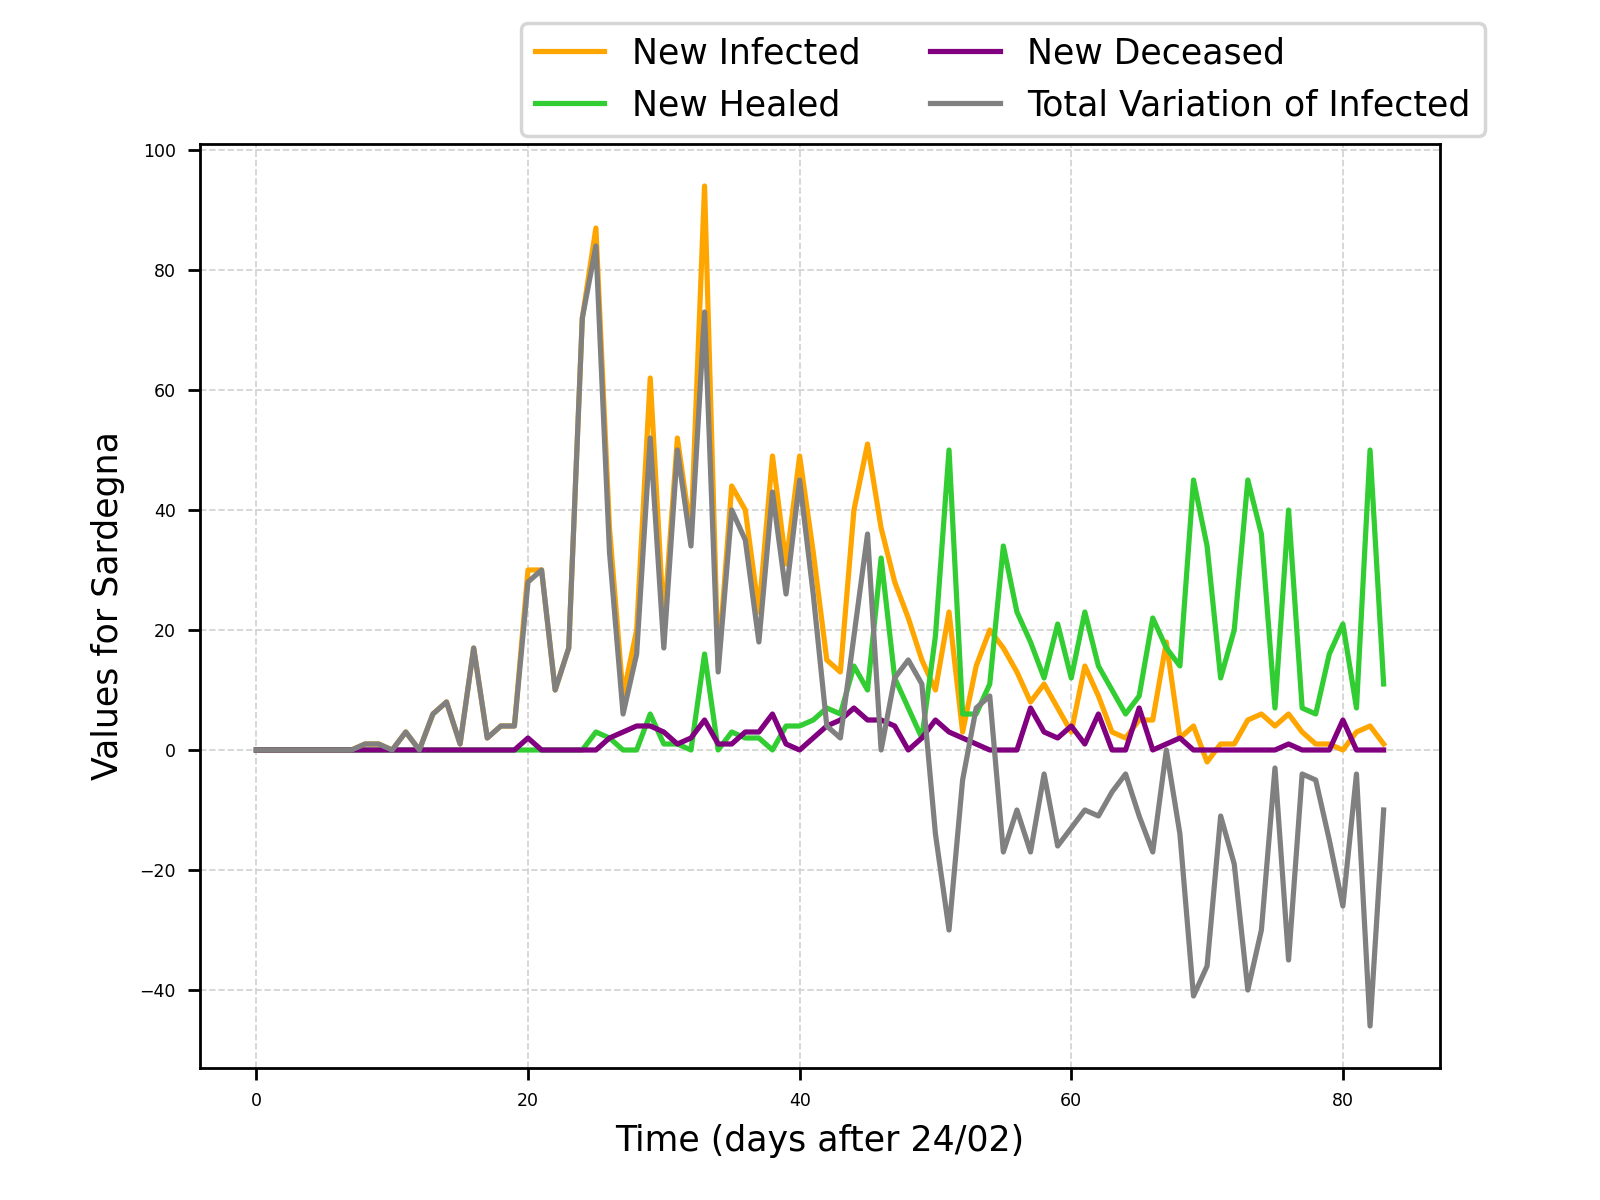 New Infected
New Healed
New Deceased
Total Variation of Infected
100
80
60
40
20
0
−20
−40
Values for Sardegna
0 20 40 60 80
Time (days after 24/02)